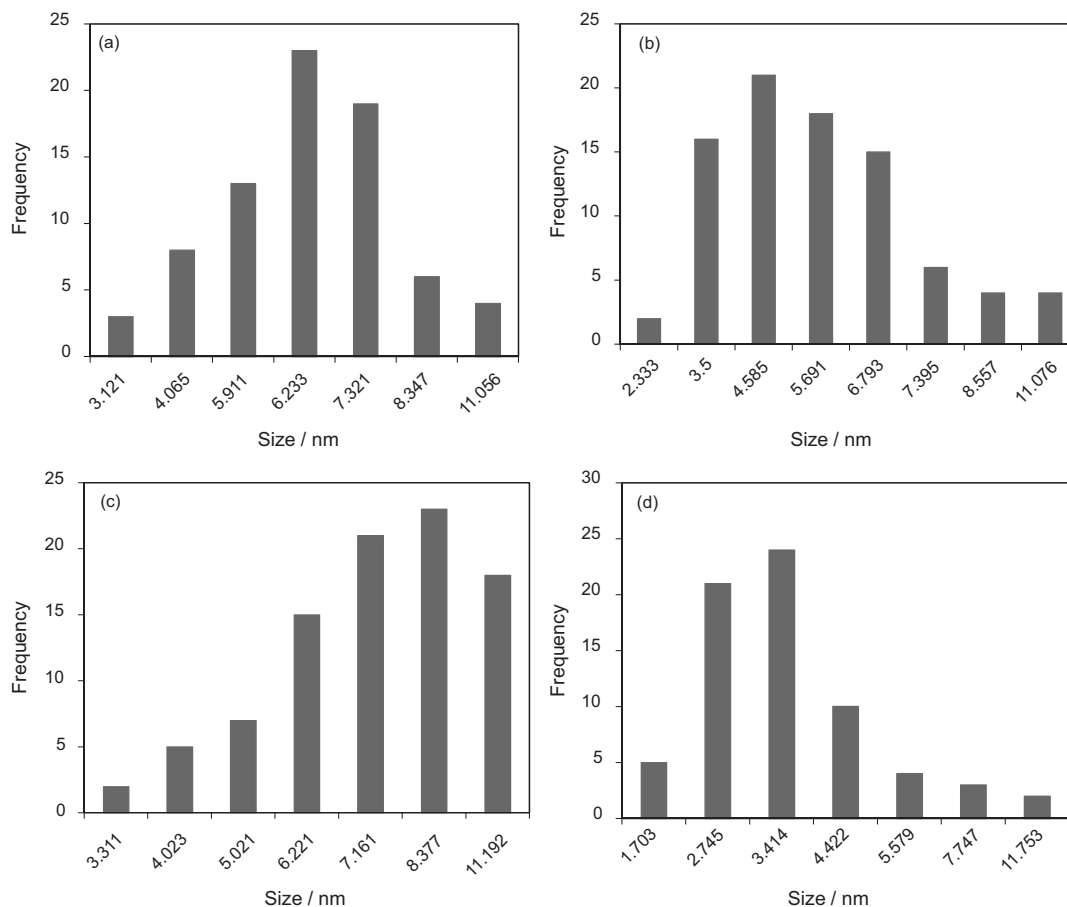 (a)
Frequency
25
20
15
10
5
0
3.121 4.065 5.911 6.233 7.321 8.347 11.056
Size / nm
(b)
Frequency
25
20
15
10
5
0
2.333 3.5 4.585 5.691 6.793 7.395 8.557 11.076
Size / nm
(c)
Frequency
25
20
15
10
5
0
3.311 4.023 5.021 6.221 7.161 8.377 11.192
Size / nm
(d)
Frequency
30
25
20
15
10
5
0
1.703 2.745 3.414 4.422 5.579 7.747 11.753
Size / nm